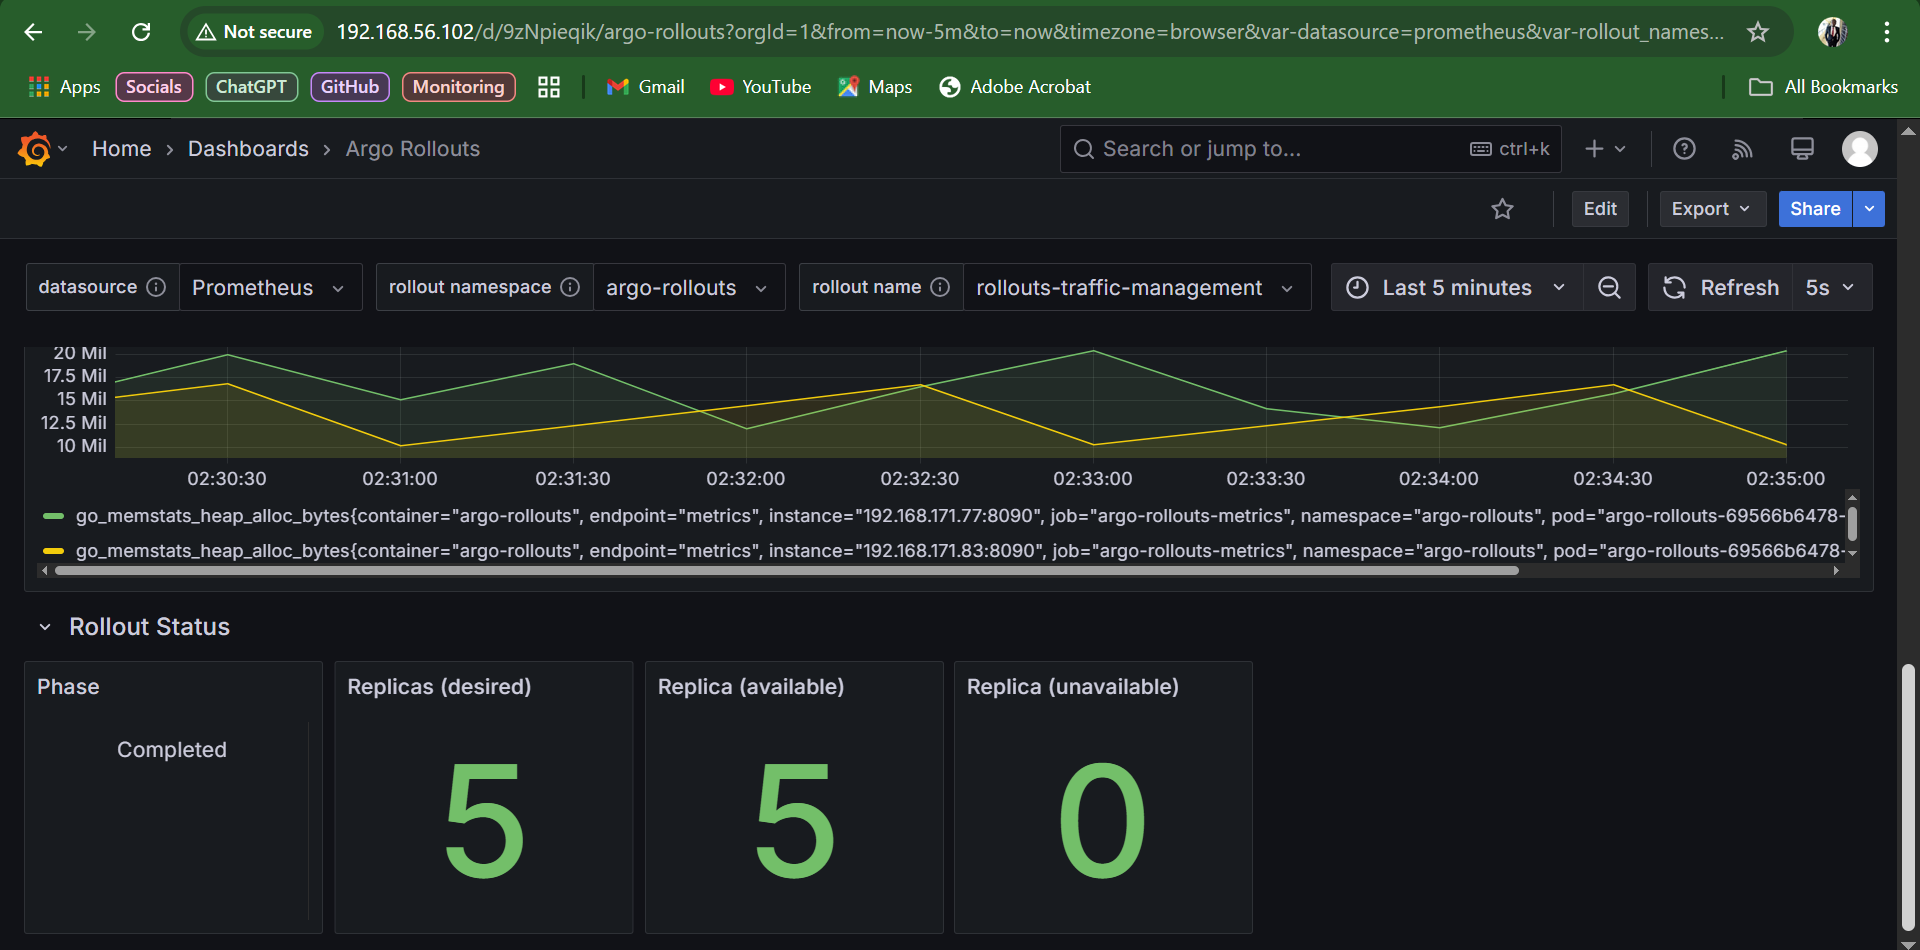 Not secure 192.168.56.102/d/9zNpieqik/argo-rollouts?orgId=1&from=now-5m&to=now&timezone=browser&var-datasource=prometheus&var-rollout_names...
Apps Socials ChatGPT GitHub Monitoring Gmail YouTube Maps Adobe Acrobat All Bookmarks
Home › Dashboards › Argo Rollouts Search or jump to... ctrl+k
Edit Export Share
datasource Prometheus rollout namespace argo-rollouts rollout name rollouts-traffic-management Last 5 minutes Refresh 5s
20 Mil
17.5 Mil
15 Mil
12.5 Mil
10 Mil
02:30:30 02:31:00 02:31:30 02:32:00 02:32:30 02:33:00 02:33:30 02:34:00 02:34:30 02:35:00
go_memstats_heap_alloc_bytes{container="argo-rollouts", endpoint="metrics", instance="192.168.171.77:8090", job="argo-rollouts-metrics", namespace="argo-rollouts", pod="argo-rollouts-69566b6478-
go_memstats_heap_alloc_bytes{container="argo-rollouts", endpoint="metrics", instance="192.168.171.83:8090", job="argo-rollouts-metrics", namespace="argo-rollouts", pod="argo-rollouts-69566b6478-
Rollout Status
Phase Replicas (desired) Replica (available) Replica (unavailable)
Completed
5 5 0